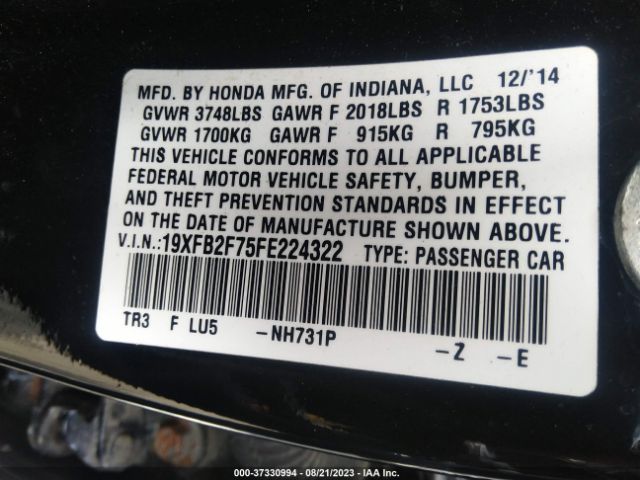 MFD. BY HONDA MFG. OF INDIANA, LLC 12/'14
GVWR 3748LBS GAWR F 2018LBS R 1753LBS
GVWR 1700KG GAWR F 915KG R 795KG
THIS VEHICLE CONFORMS TO ALL APPLICABLE
FEDERAL MOTOR VEHICLE SAFETY, BUMPER,
AND THEFT PREVENTION STANDARDS IN EFFECT
ON THE DATE OF MANUFACTURE SHOWN ABOVE.
V.I.N.:19XFB2F75FE224322 TYPE: PASSENGER CAR
TR3 F LU5 -NH731P -Z -E
000-37330994 - 08/21/2023 - IAA Inc.